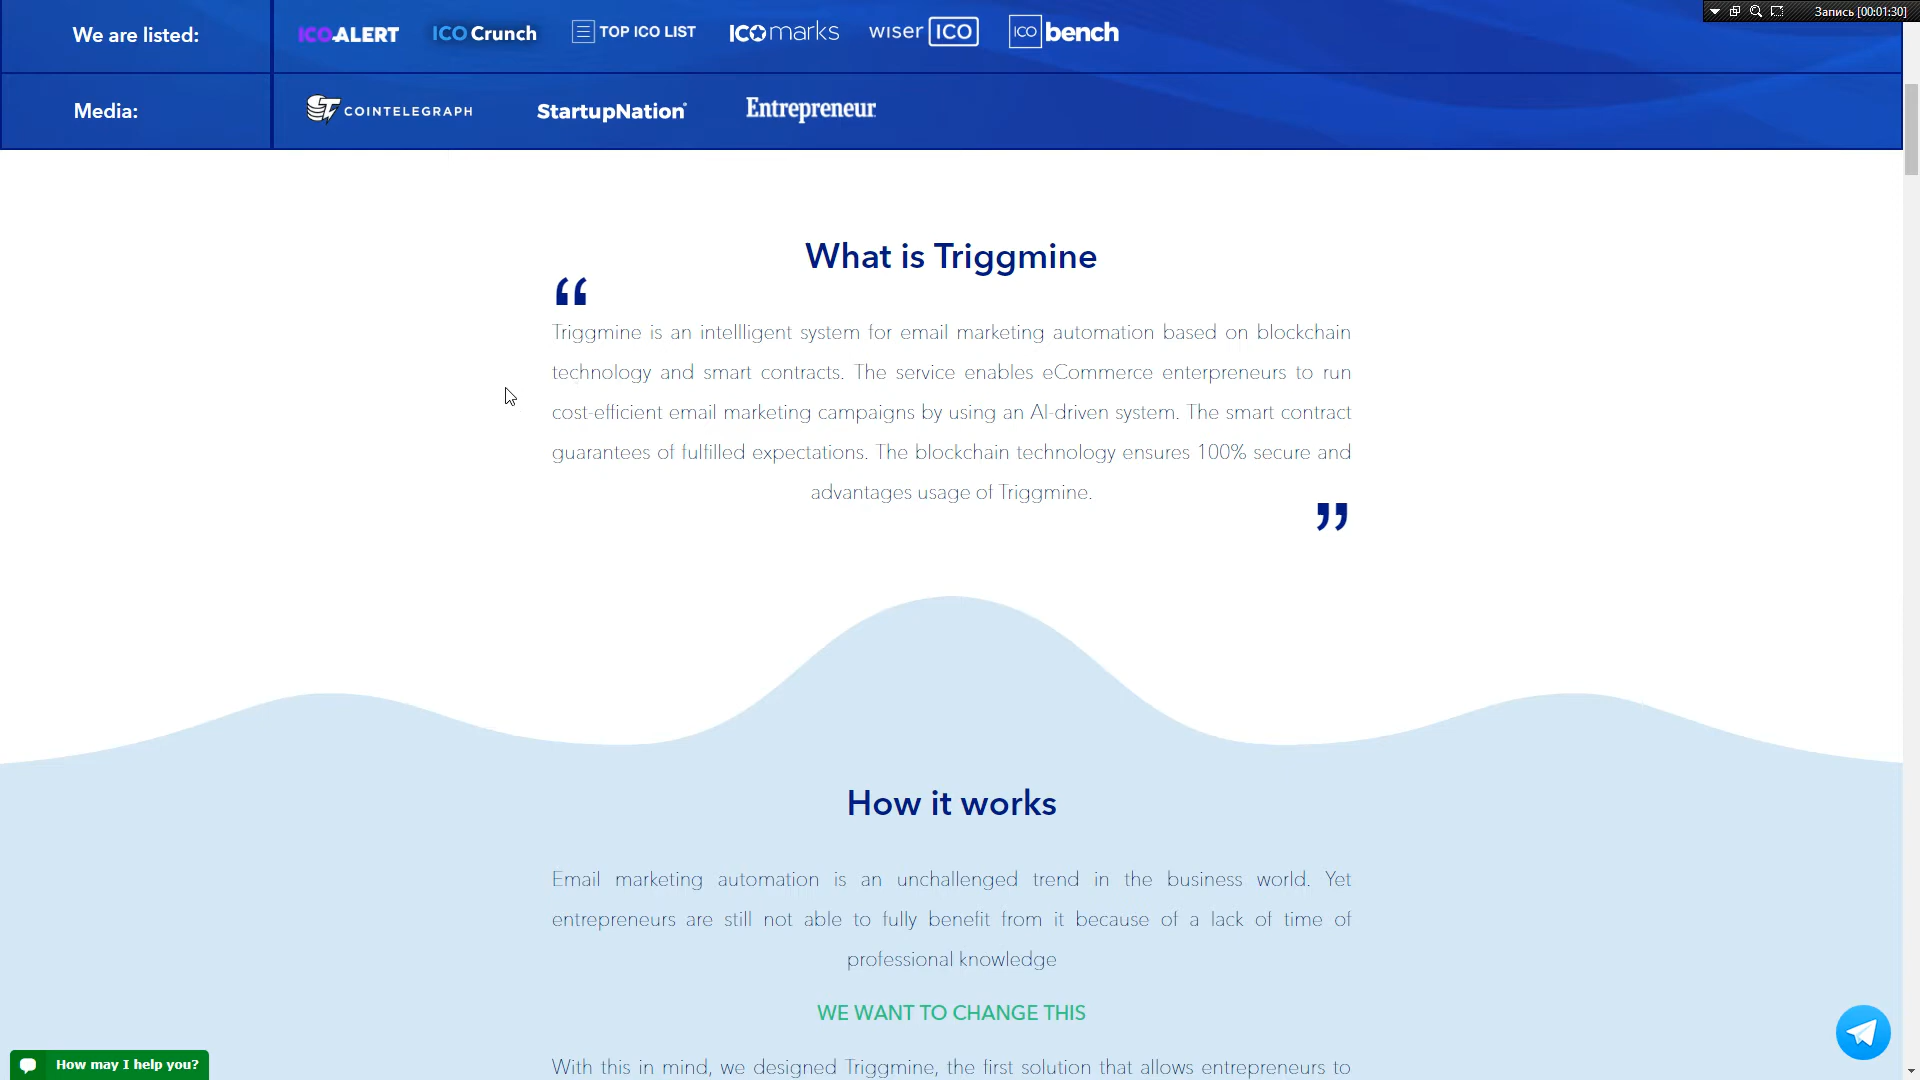 Запись [00:01:30]
We are listed:
ICOALERT
ICO Crunch
TOP ICO LIST
ICOmarks
wiser ICO
ICO bench
Media:
COINTELEGRAPH
StartupNation
Entrepreneur
What is Triggmine
“
Triggmine is an intellligent system for email marketing automation based on blockchain
technology and smart contracts. The service enables eCommerce enterpreneurs to run
cost-efficient email marketing campaigns by using an AI-driven system. The smart contract
guarantees of fulfilled expectations. The blockchain technology ensures 100% secure and
advantages usage of Triggmine.
”
How it works
Email marketing automation is an unchallenged trend in the business world. Yet
entrepreneurs are still not able to fully benefit from it because of a lack of time of
professional knowledge
WE WANT TO CHANGE THIS
With this in mind, we designed Triggmine, the first solution that allows entrepreneurs to
How may I help you?